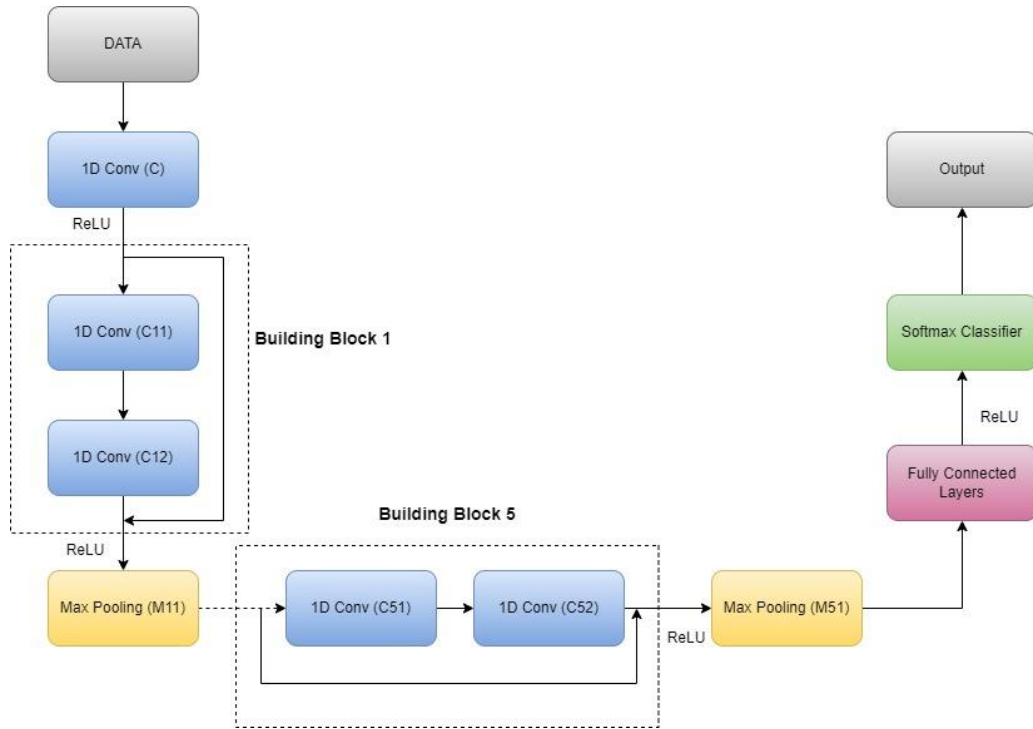 DATA
1D Conv (C)
ReLU
1D Conv (C11)
Building Block 1
1D Conv (C12)
ReLU
Max Pooling (M11)
Building Block 5
1D Conv (C51)
1D Conv (C52)
ReLU
Max Pooling (M51)
Fully Connected
Layers
ReLU
Softmax Classifier
Output